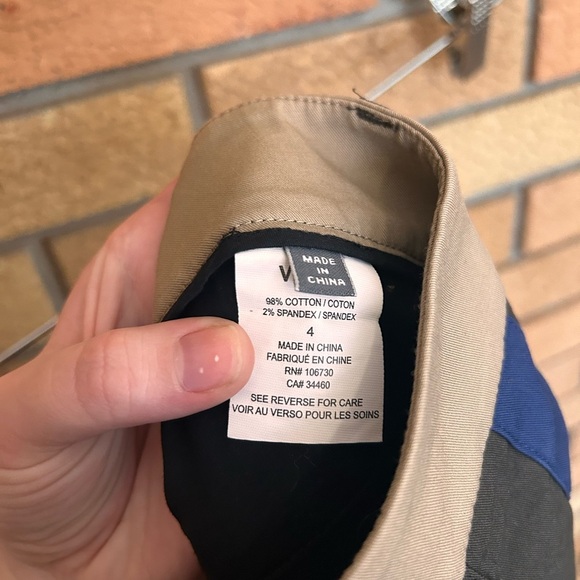 MADE
IN
CHINA
98% COTTON / COTON
2% SPANDEX / SPANDEX
4
MADE IN CHINA
FABRIQUÉ EN CHINE
RN# 106730
CA# 34460
SEE REVERSE FOR CARE
VOIR AU VERSO POUR LES SOINS